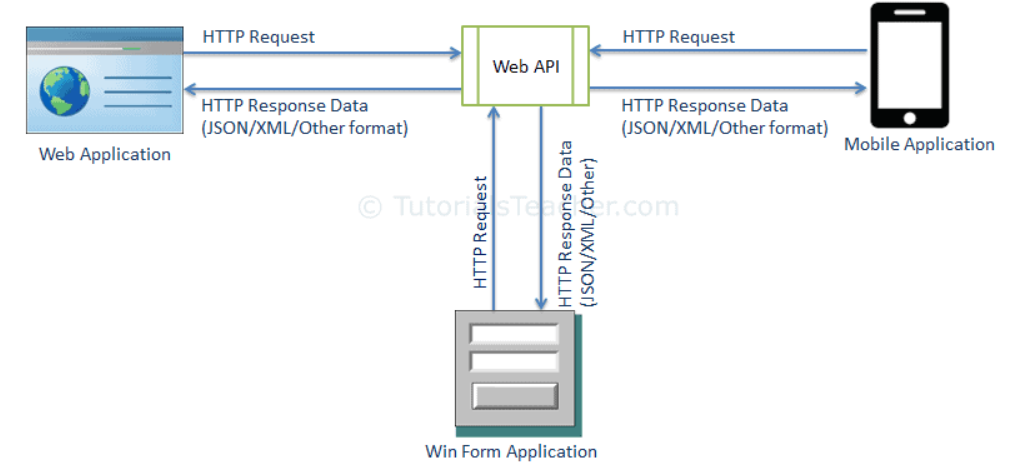 HTTP Request
HTTP Request
Web API
HTTP Response Data
(JSON/XML/Other format)
HTTP Response Data
(JSON/XML/Other format)
Web Application
Mobile Application
© TutorialsTeacher.com
HTTP Request
HTTP Response Data
(JSON/XML/Other)
Win Form Application